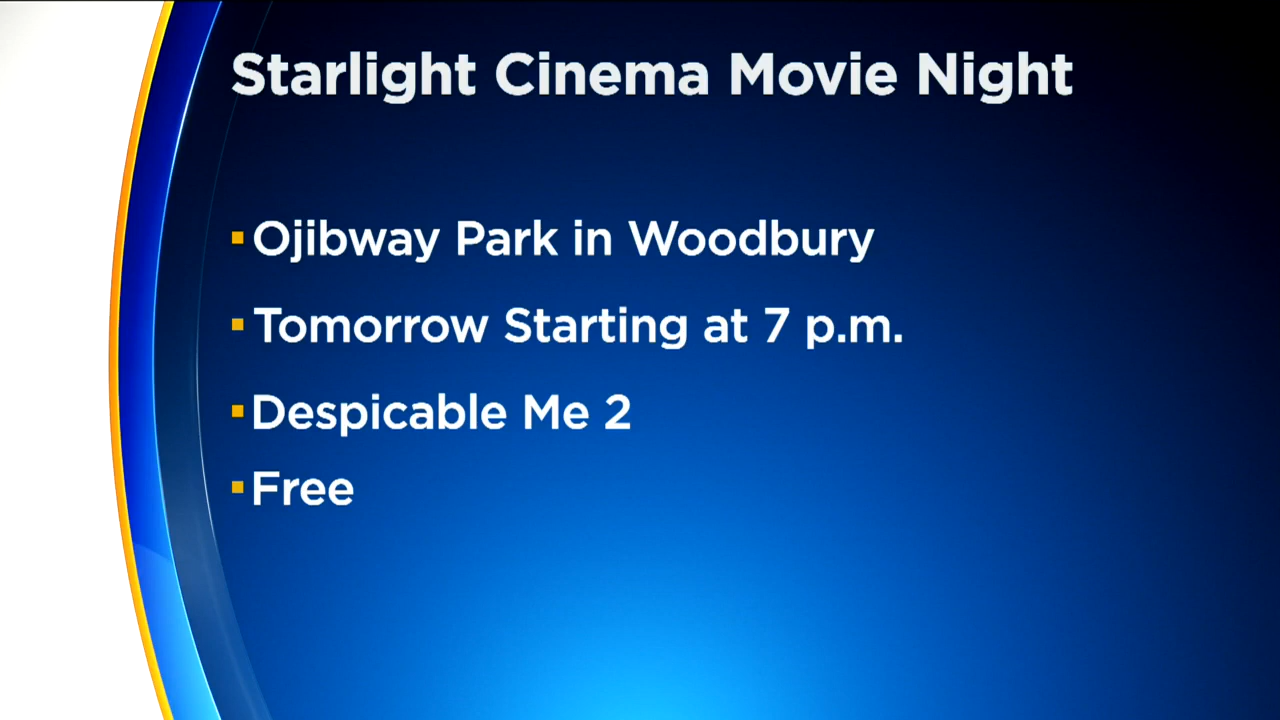 Starlight Cinema Movie Night
Ojibway Park in Woodbury
Tomorrow Starting at 7 p.m.
Despicable Me 2
Free